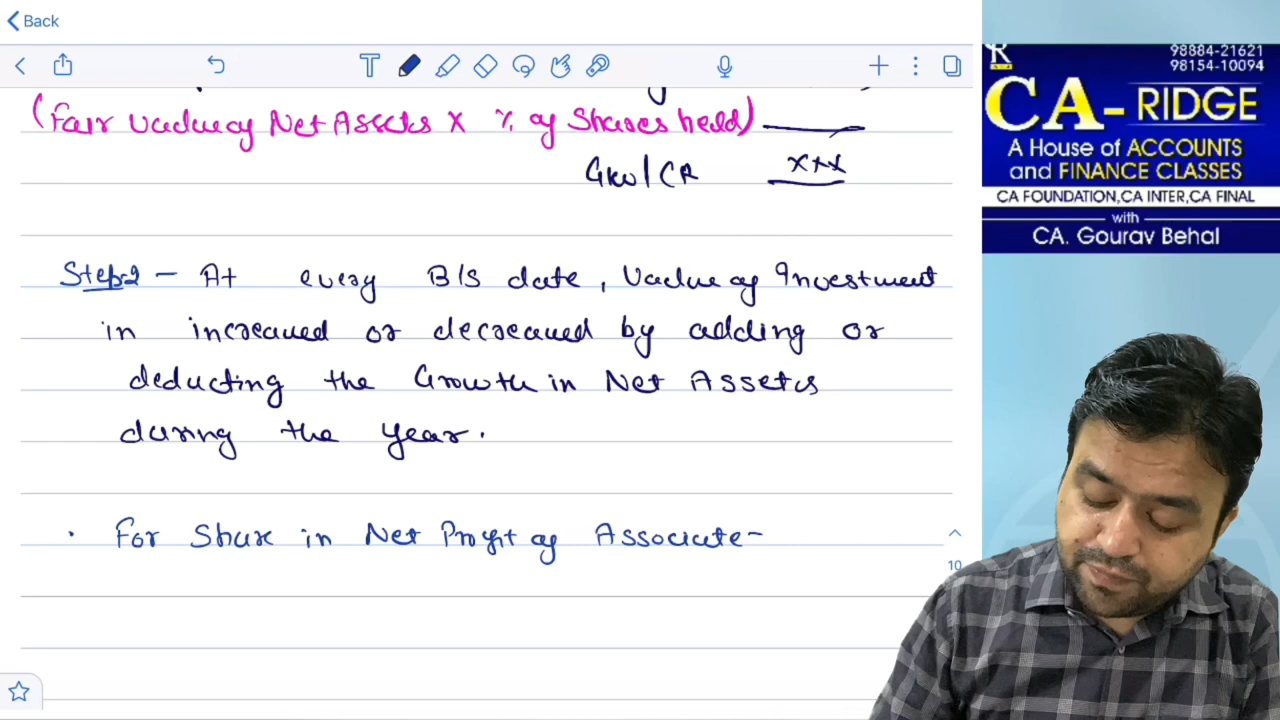 Back
(Fair Value of Net Assets x % of Shares held)
GW/CR xxx
Step-2 - At every B/S date, Value of Investment
in increased or decreased by adding or
deducting the Growth in Net Assets
during the year.
• For Share in Net Profit of Associate-
10
98884-21621
98154-10094
CA-RIDGE
A House of ACCOUNTS
and FINANCE CLASSES
CA FOUNDATION,CA INTER,CA FINAL
with
CA. Gourav Behal